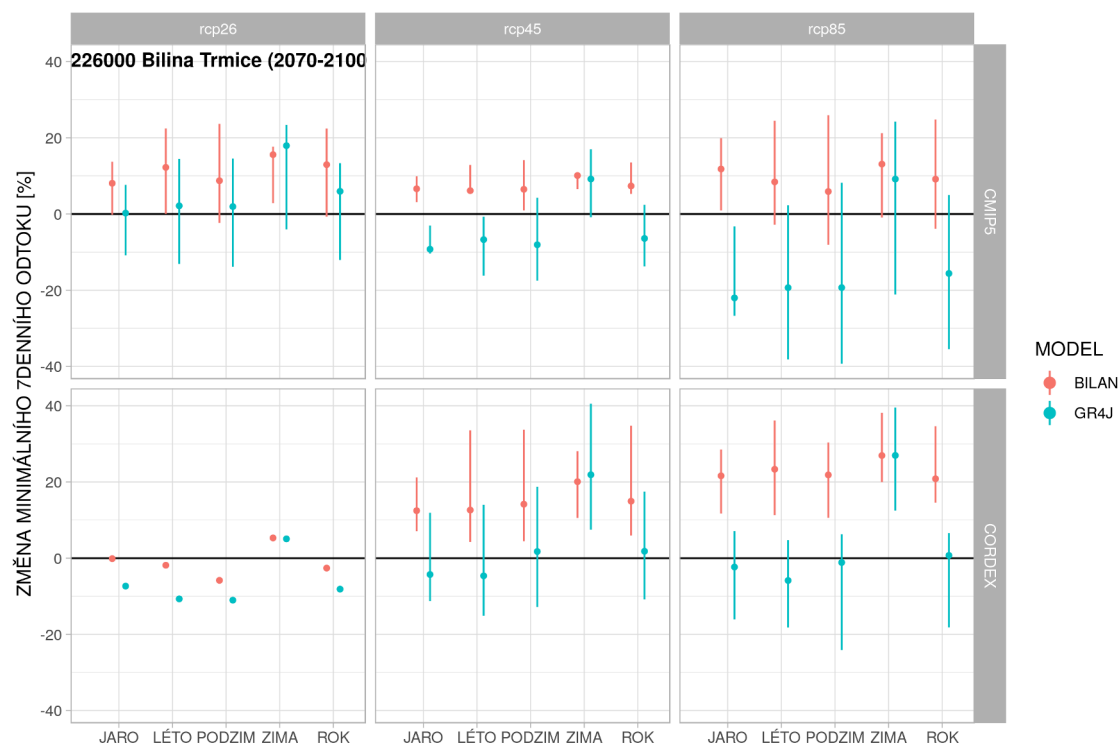 rcp26 rcp45 rcp85
226000 Bilina Trmice (2070-2100
ZMĚNA MINIMÁLNÍHO 7DENNÍHO ODTOKU [%]
40
20
0
-20
-40
CMIP5
40
20
0
-20
-40
CORDEX
JARO LÉTO PODZIM ZIMA ROK JARO LÉTO PODZIM ZIMA ROK JARO LÉTO PODZIM ZIMA ROK
MODEL
BILAN
GR4J